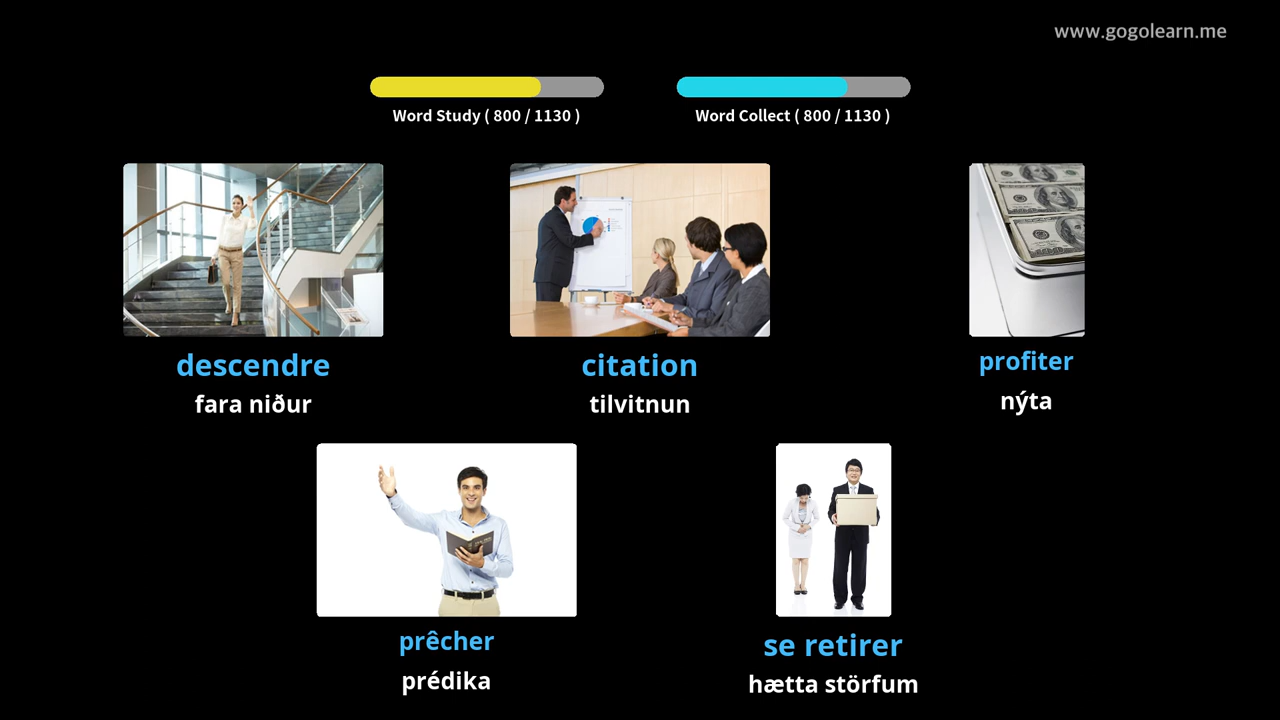 www.gogolearn.me
Word Study ( 800 / 1130 )
Word Collect ( 800 / 1130 )
descendre
fara niður
citation
tilvitnun
profiter
nýta
prêcher
prédika
se retirer
hætta störfum